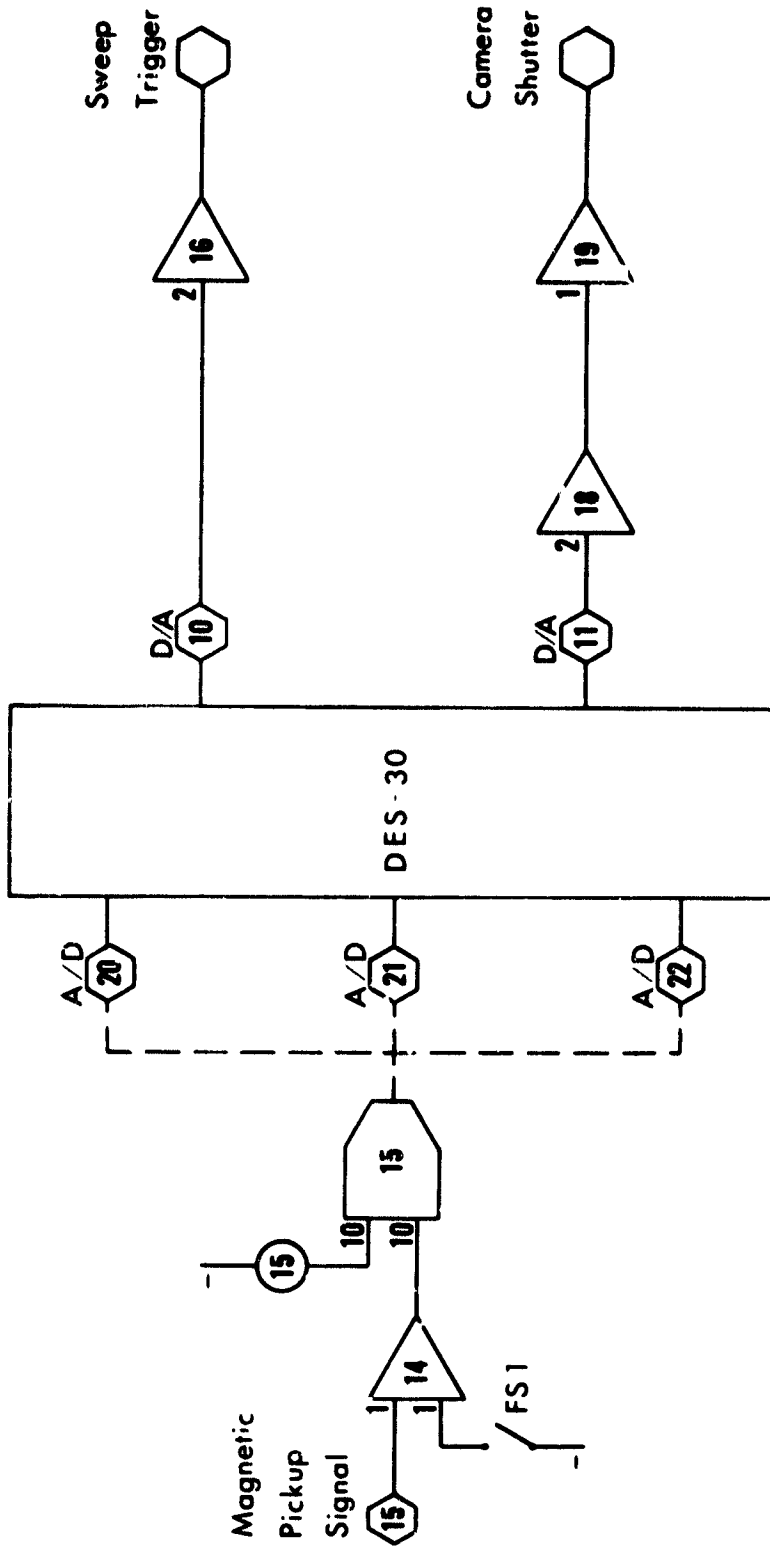 Magnetic
Pickup
Signal
15
1
1
14
FS1
-
-
15
10
10
15
A/D
20
A/D
21
A/D
22
DES-30
D/A
10
2
16
Sweep
Trigger
D/A
11
2
18
1
19
Camera
Shutter